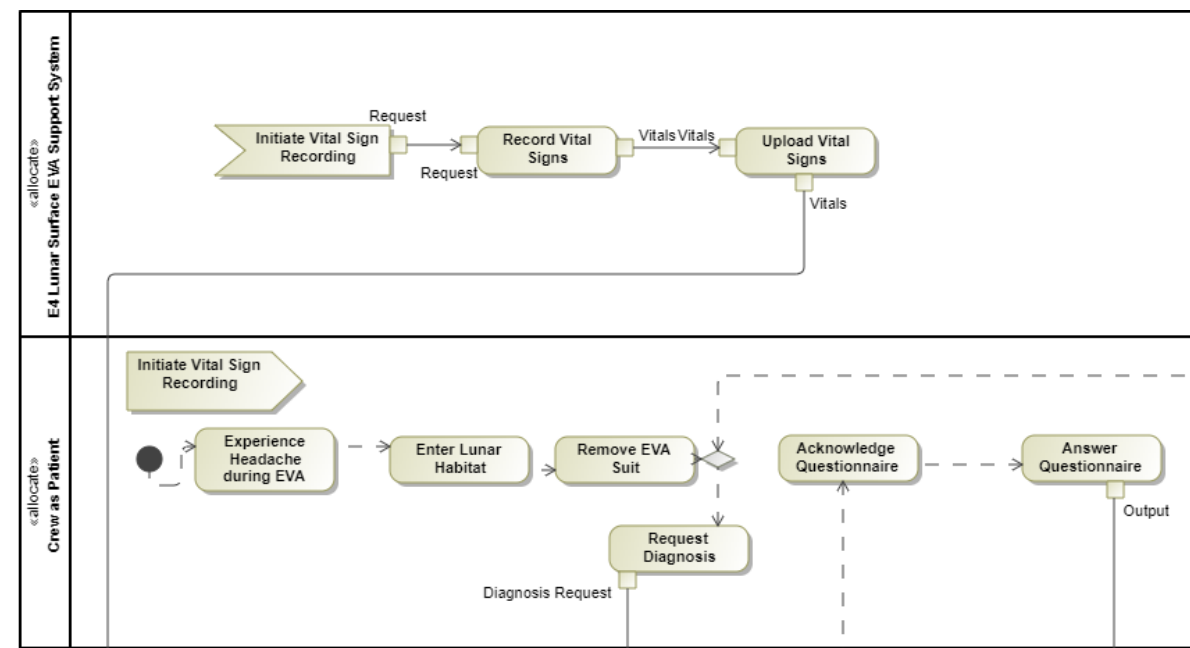 «allocate»
E4 Lunar Surface EVA Support System
Initiate Vital Sign
Recording
Request
Request
Record Vital
Signs
Vitals Vitals
Upload Vital
Signs
Vitals
«allocate»
Crew as Patient
Initiate Vital Sign
Recording
Experience
Headache
during EVA
Enter Lunar
Habitat
Remove EVA
Suit
Request
Diagnosis
Diagnosis Request
Acknowledge
Questionnaire
Answer
Questionnaire
Output